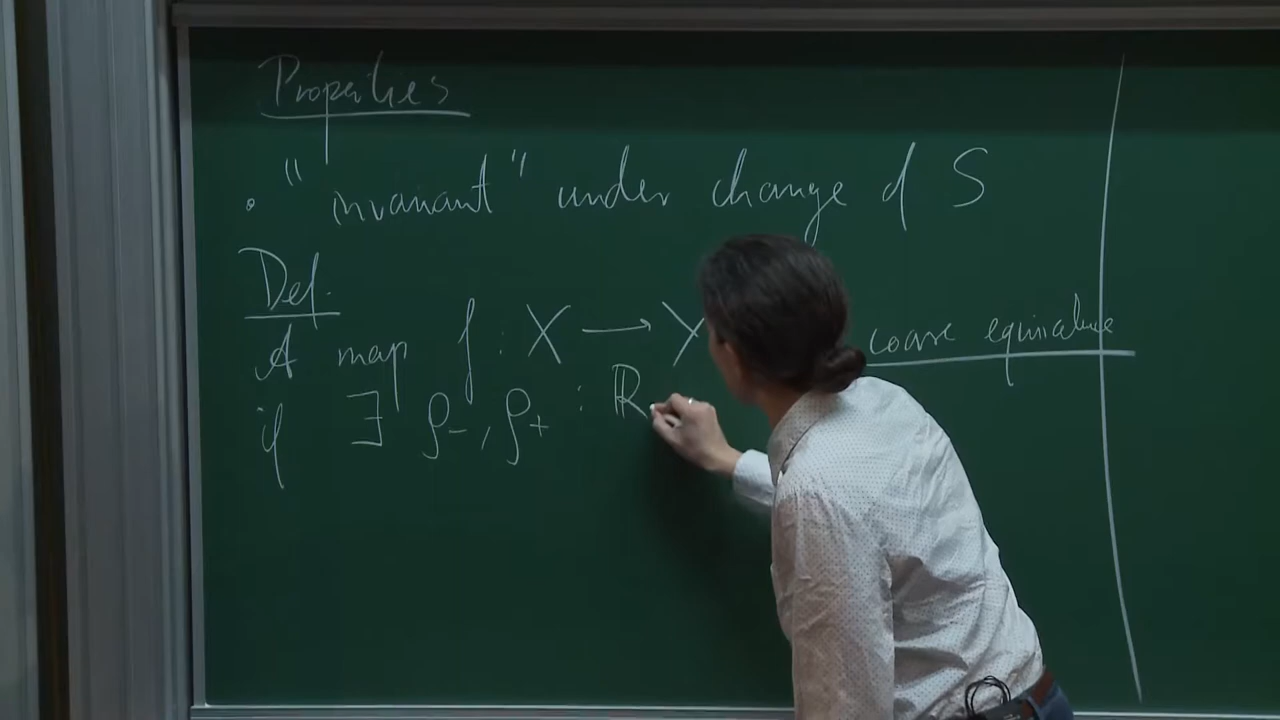 Properties
• "invariant" under change of S
Def.
A map f : X → Y coarse equivalence
if ∃ ρ₋, ρ₊ : ℝ